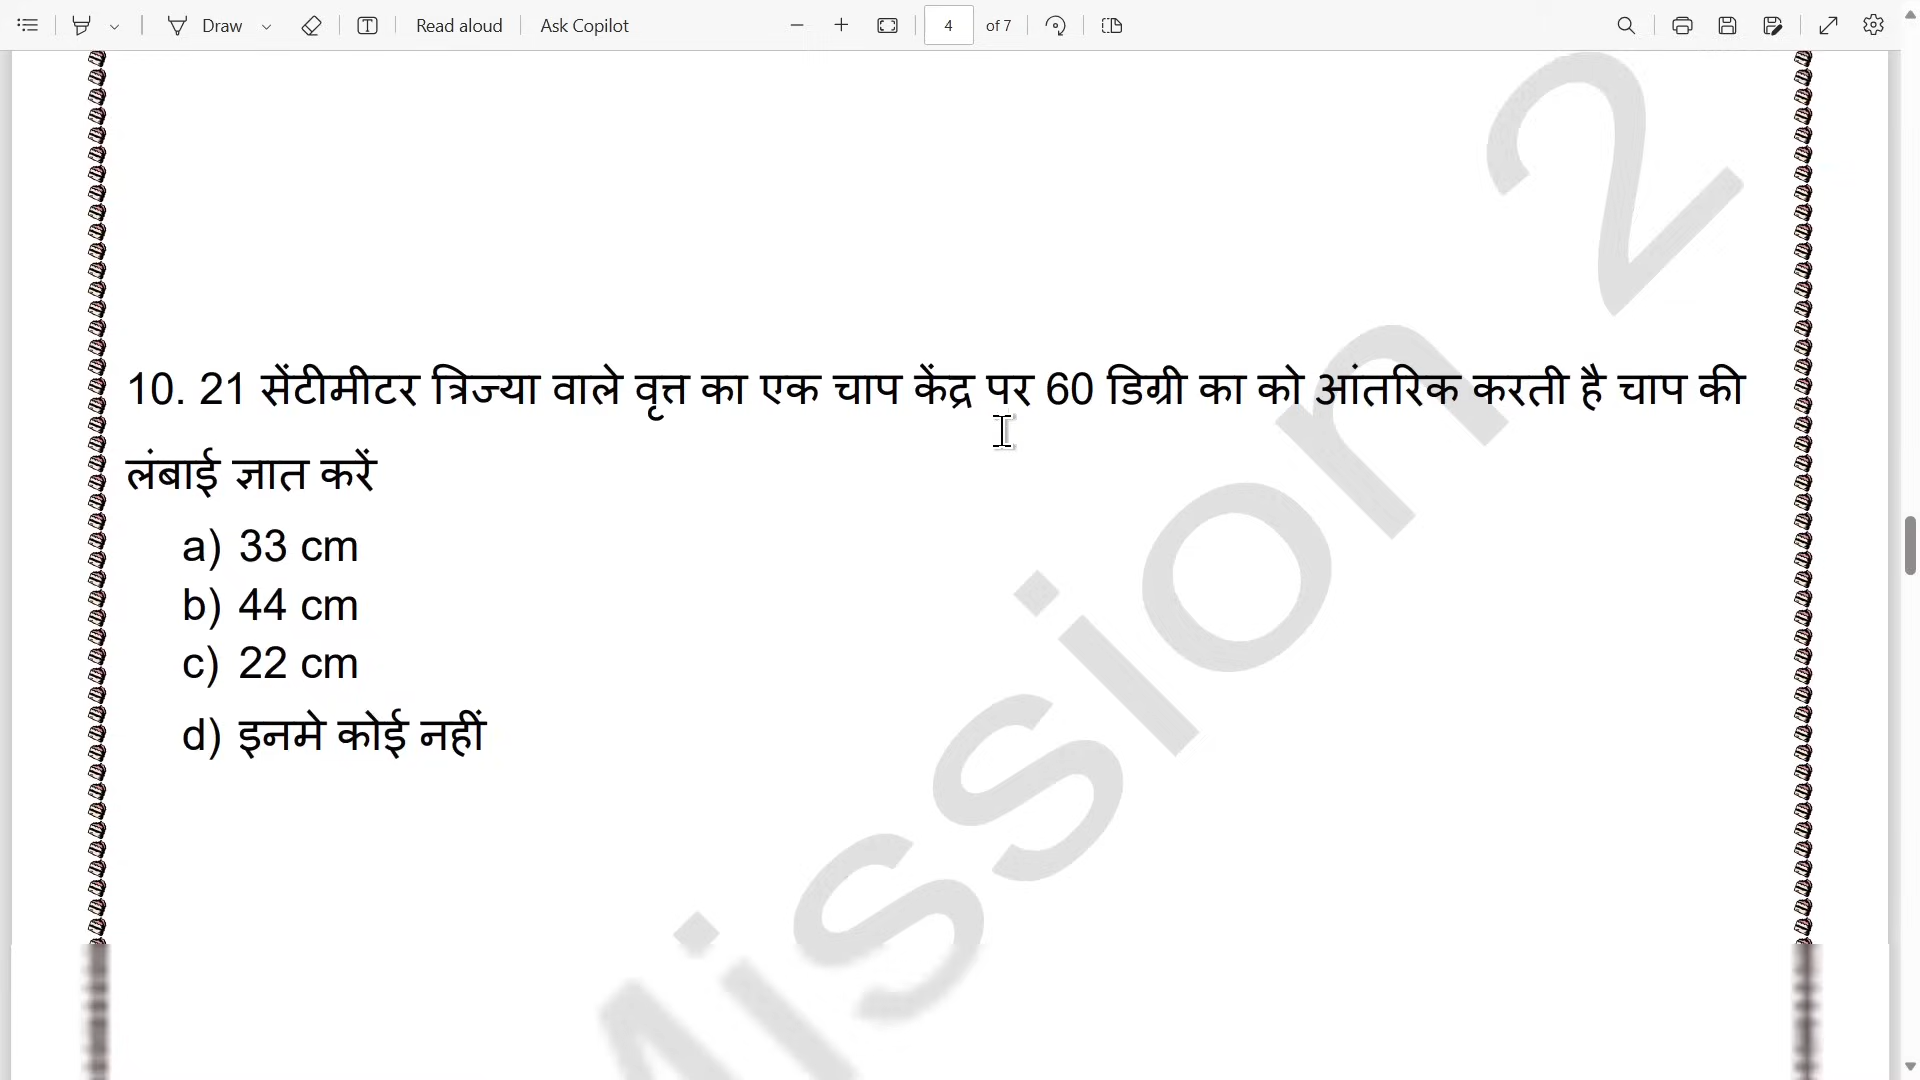 Draw
Read aloud
Ask Copilot
4
of 7
10. 21 सेंटीमीटर त्रिज्या वाले वृत्त का एक चाप केंद्र पर 60 डिग्री का को आंतरिक करती है चाप की
लंबाई ज्ञात करें
a) 33 cm
b) 44 cm
c) 22 cm
d) इनमे कोई नहीं
Mission 2